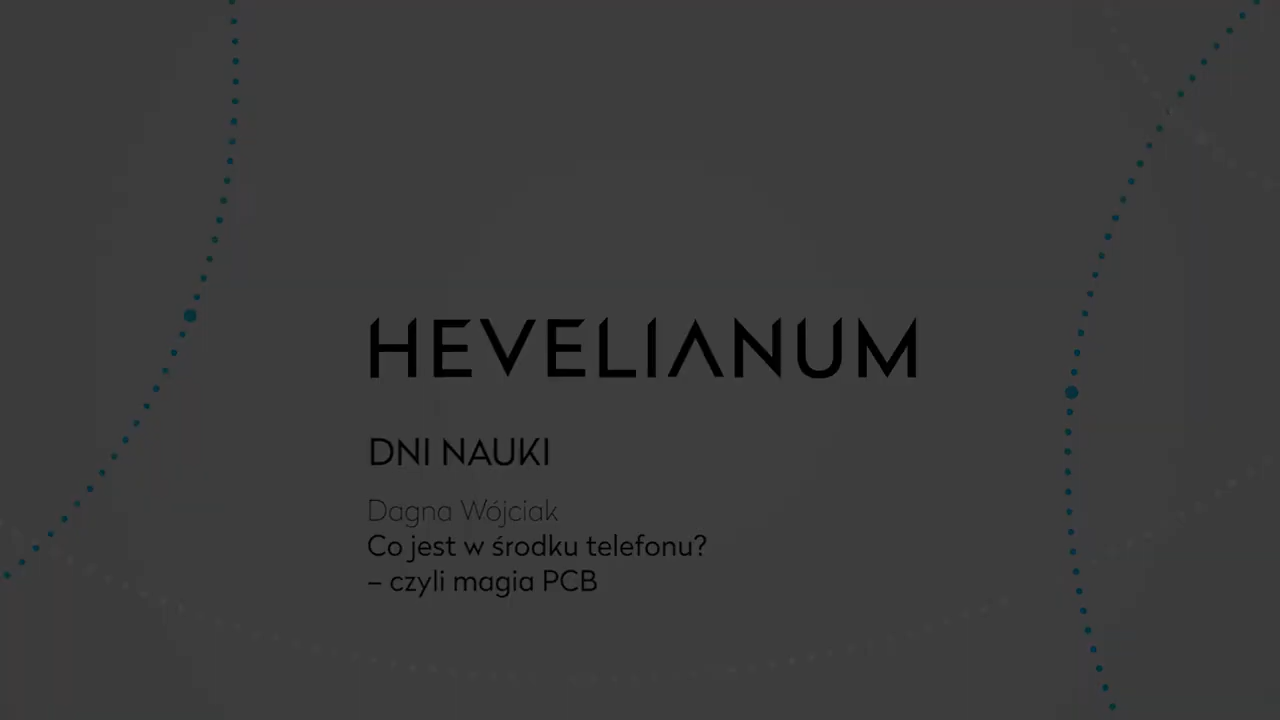 HEVELIANUM
DNI NAUKI
Dagna Wójciak
Co jest w środku telefonu?
– czyli magia PCB